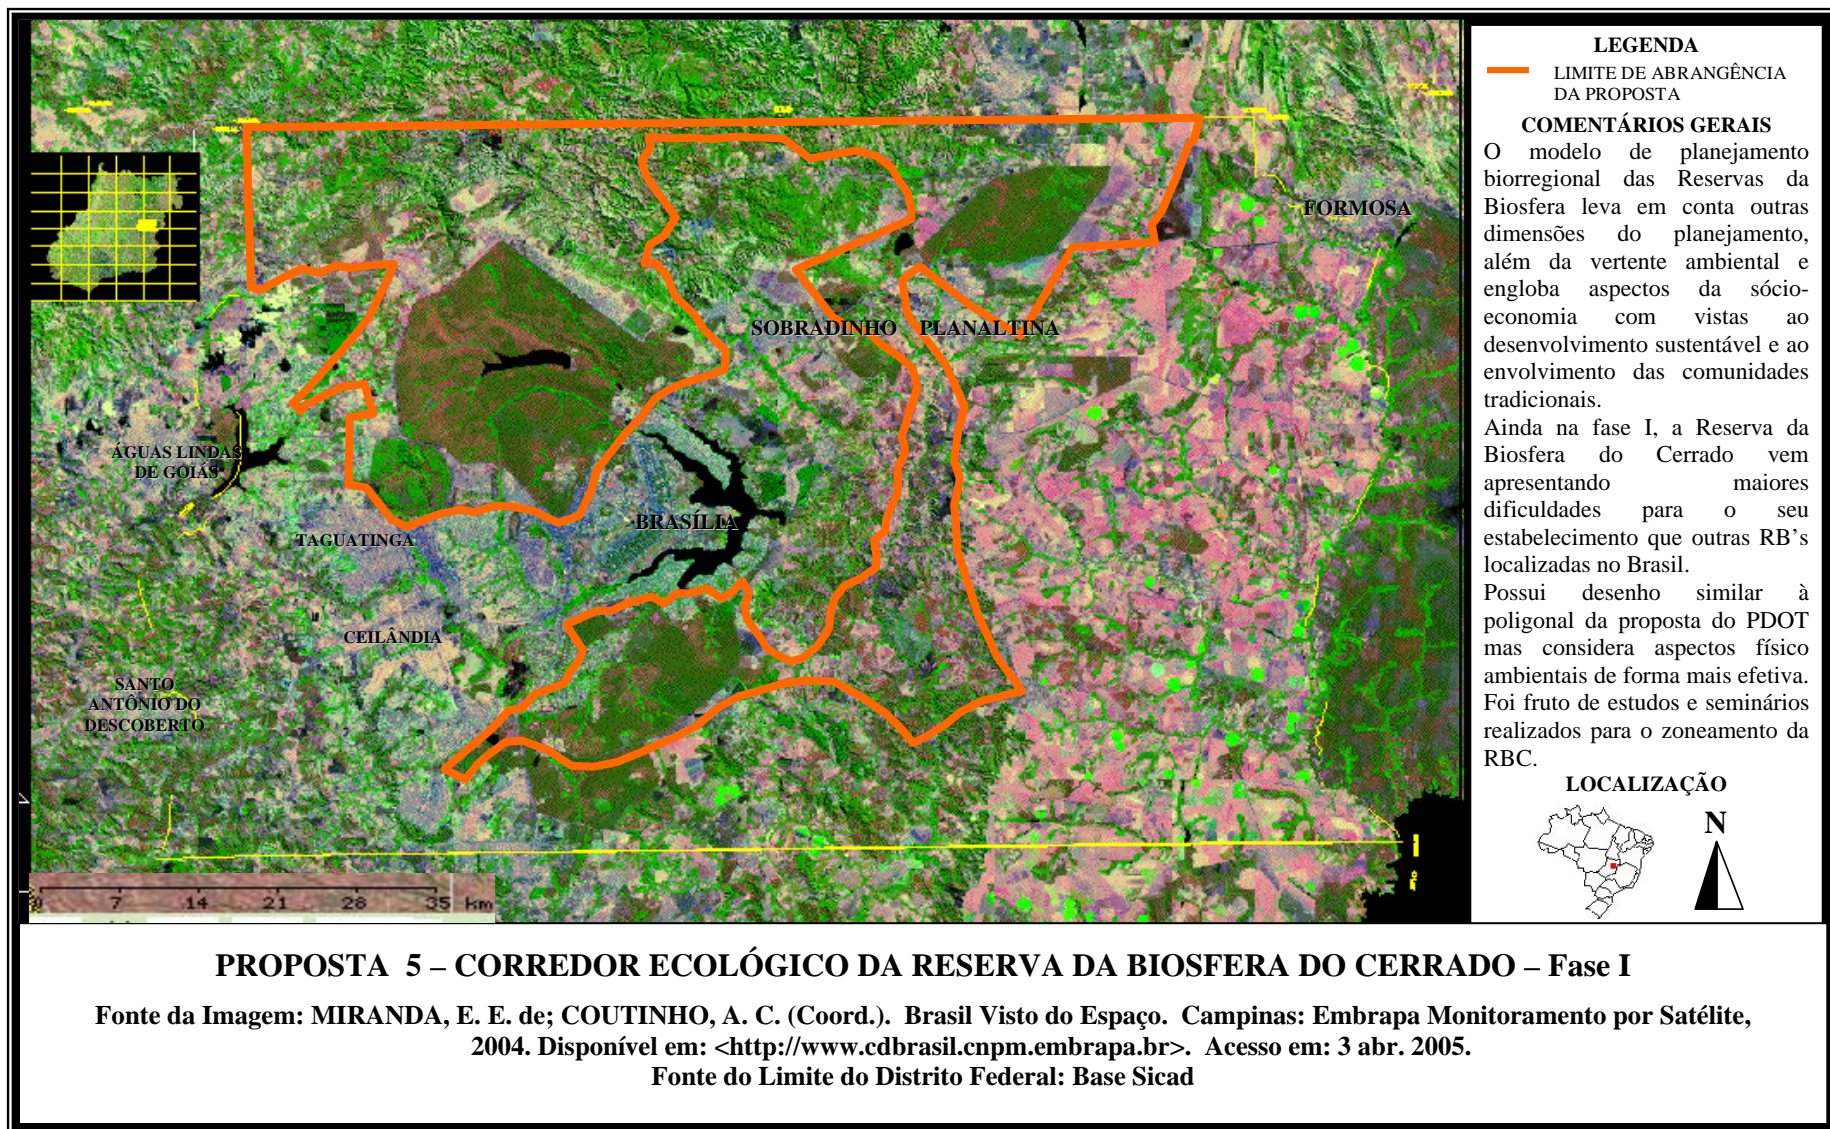 FORMOSA
SOBRADINHO
PLANALTINA
ÁGUAS LINDAS
DE GOIÁS
BRASÍLIA
TAGUATINGA
CEILÂNDIA
SANTO
ANTÔNIO DO
DESCOBERTO
0 7 14 21 28 35 km
LEGENDA
LIMITE DE ABRANGÊNCIA
DA PROPOSTA
COMENTÁRIOS GERAIS
O modelo de planejamento
biorregional das Reservas da
Biosfera leva em conta outras
dimensões do planejamento,
além da vertente ambiental e
engloba aspectos da sócio-
economia com vistas ao
desenvolvimento sustentável e ao
envolvimento das comunidades
tradicionais.
Ainda na fase I, a Reserva da
Biosfera do Cerrado vem
apresentando maiores
dificuldades para o seu
estabelecimento que outras RB's
localizadas no Brasil.
Possui desenho similar à
poligonal da proposta do PDOT
mas considera aspectos físico
ambientais de forma mais efetiva.
Foi fruto de estudos e seminários
realizados para o zoneamento da
RBC.
LOCALIZAÇÃO
N
PROPOSTA 5 – CORREDOR ECOLÓGICO DA RESERVA DA BIOSFERA DO CERRADO – Fase I
Fonte da Imagem: MIRANDA, E. E. de; COUTINHO, A. C. (Coord.). Brasil Visto do Espaço. Campinas: Embrapa Monitoramento por Satélite,
2004. Disponível em: <http://www.cdbrasil.cnpm.embrapa.br>. Acesso em: 3 abr. 2005.
Fonte do Limite do Distrito Federal: Base Sicad